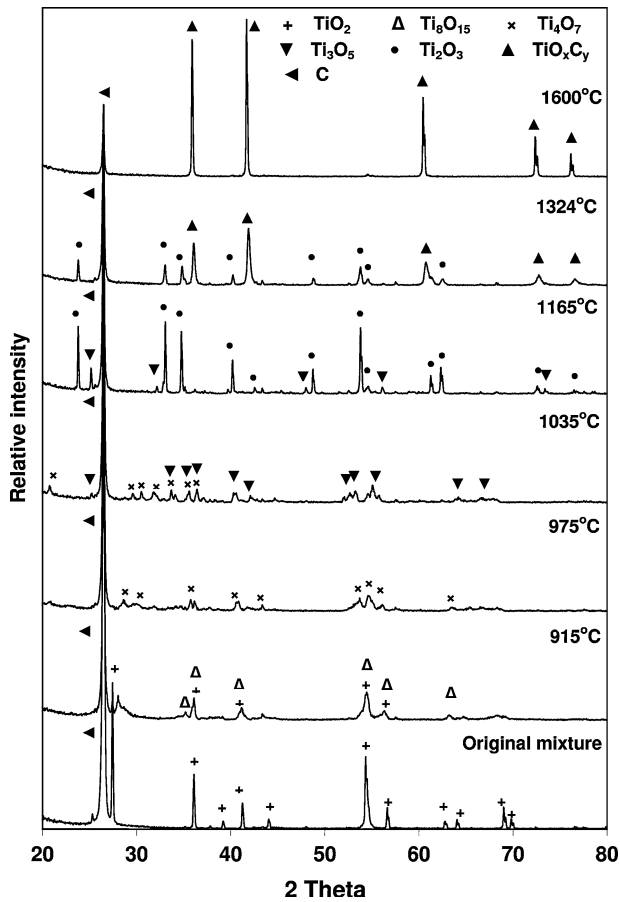 + TiO2 Δ Ti8O15 × Ti4O7
▼ Ti3O5 ● Ti2O3 ▲ TiOxCy
◄ C
1600°C
1324°C
1165°C
1035°C
975°C
915°C
Original mixture
Relative intensity
20 30 40 50 60 70 80
2 Theta